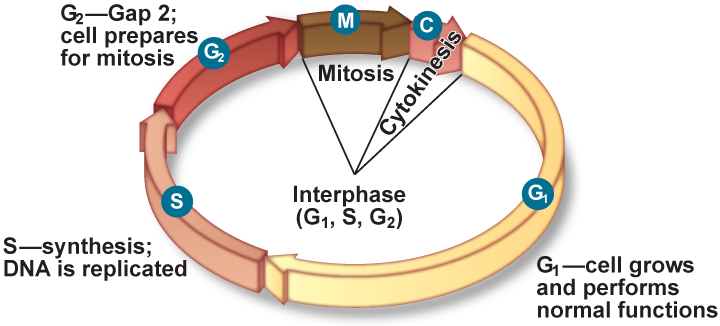 G₂—Gap 2;
cell prepares
for mitosis
G₂
M
C
Mitosis
Cytokinesis
Interphase
(G₁, S, G₂)
S
G₁
S—synthesis;
DNA is replicated
G₁—cell grows
and performs
normal functions